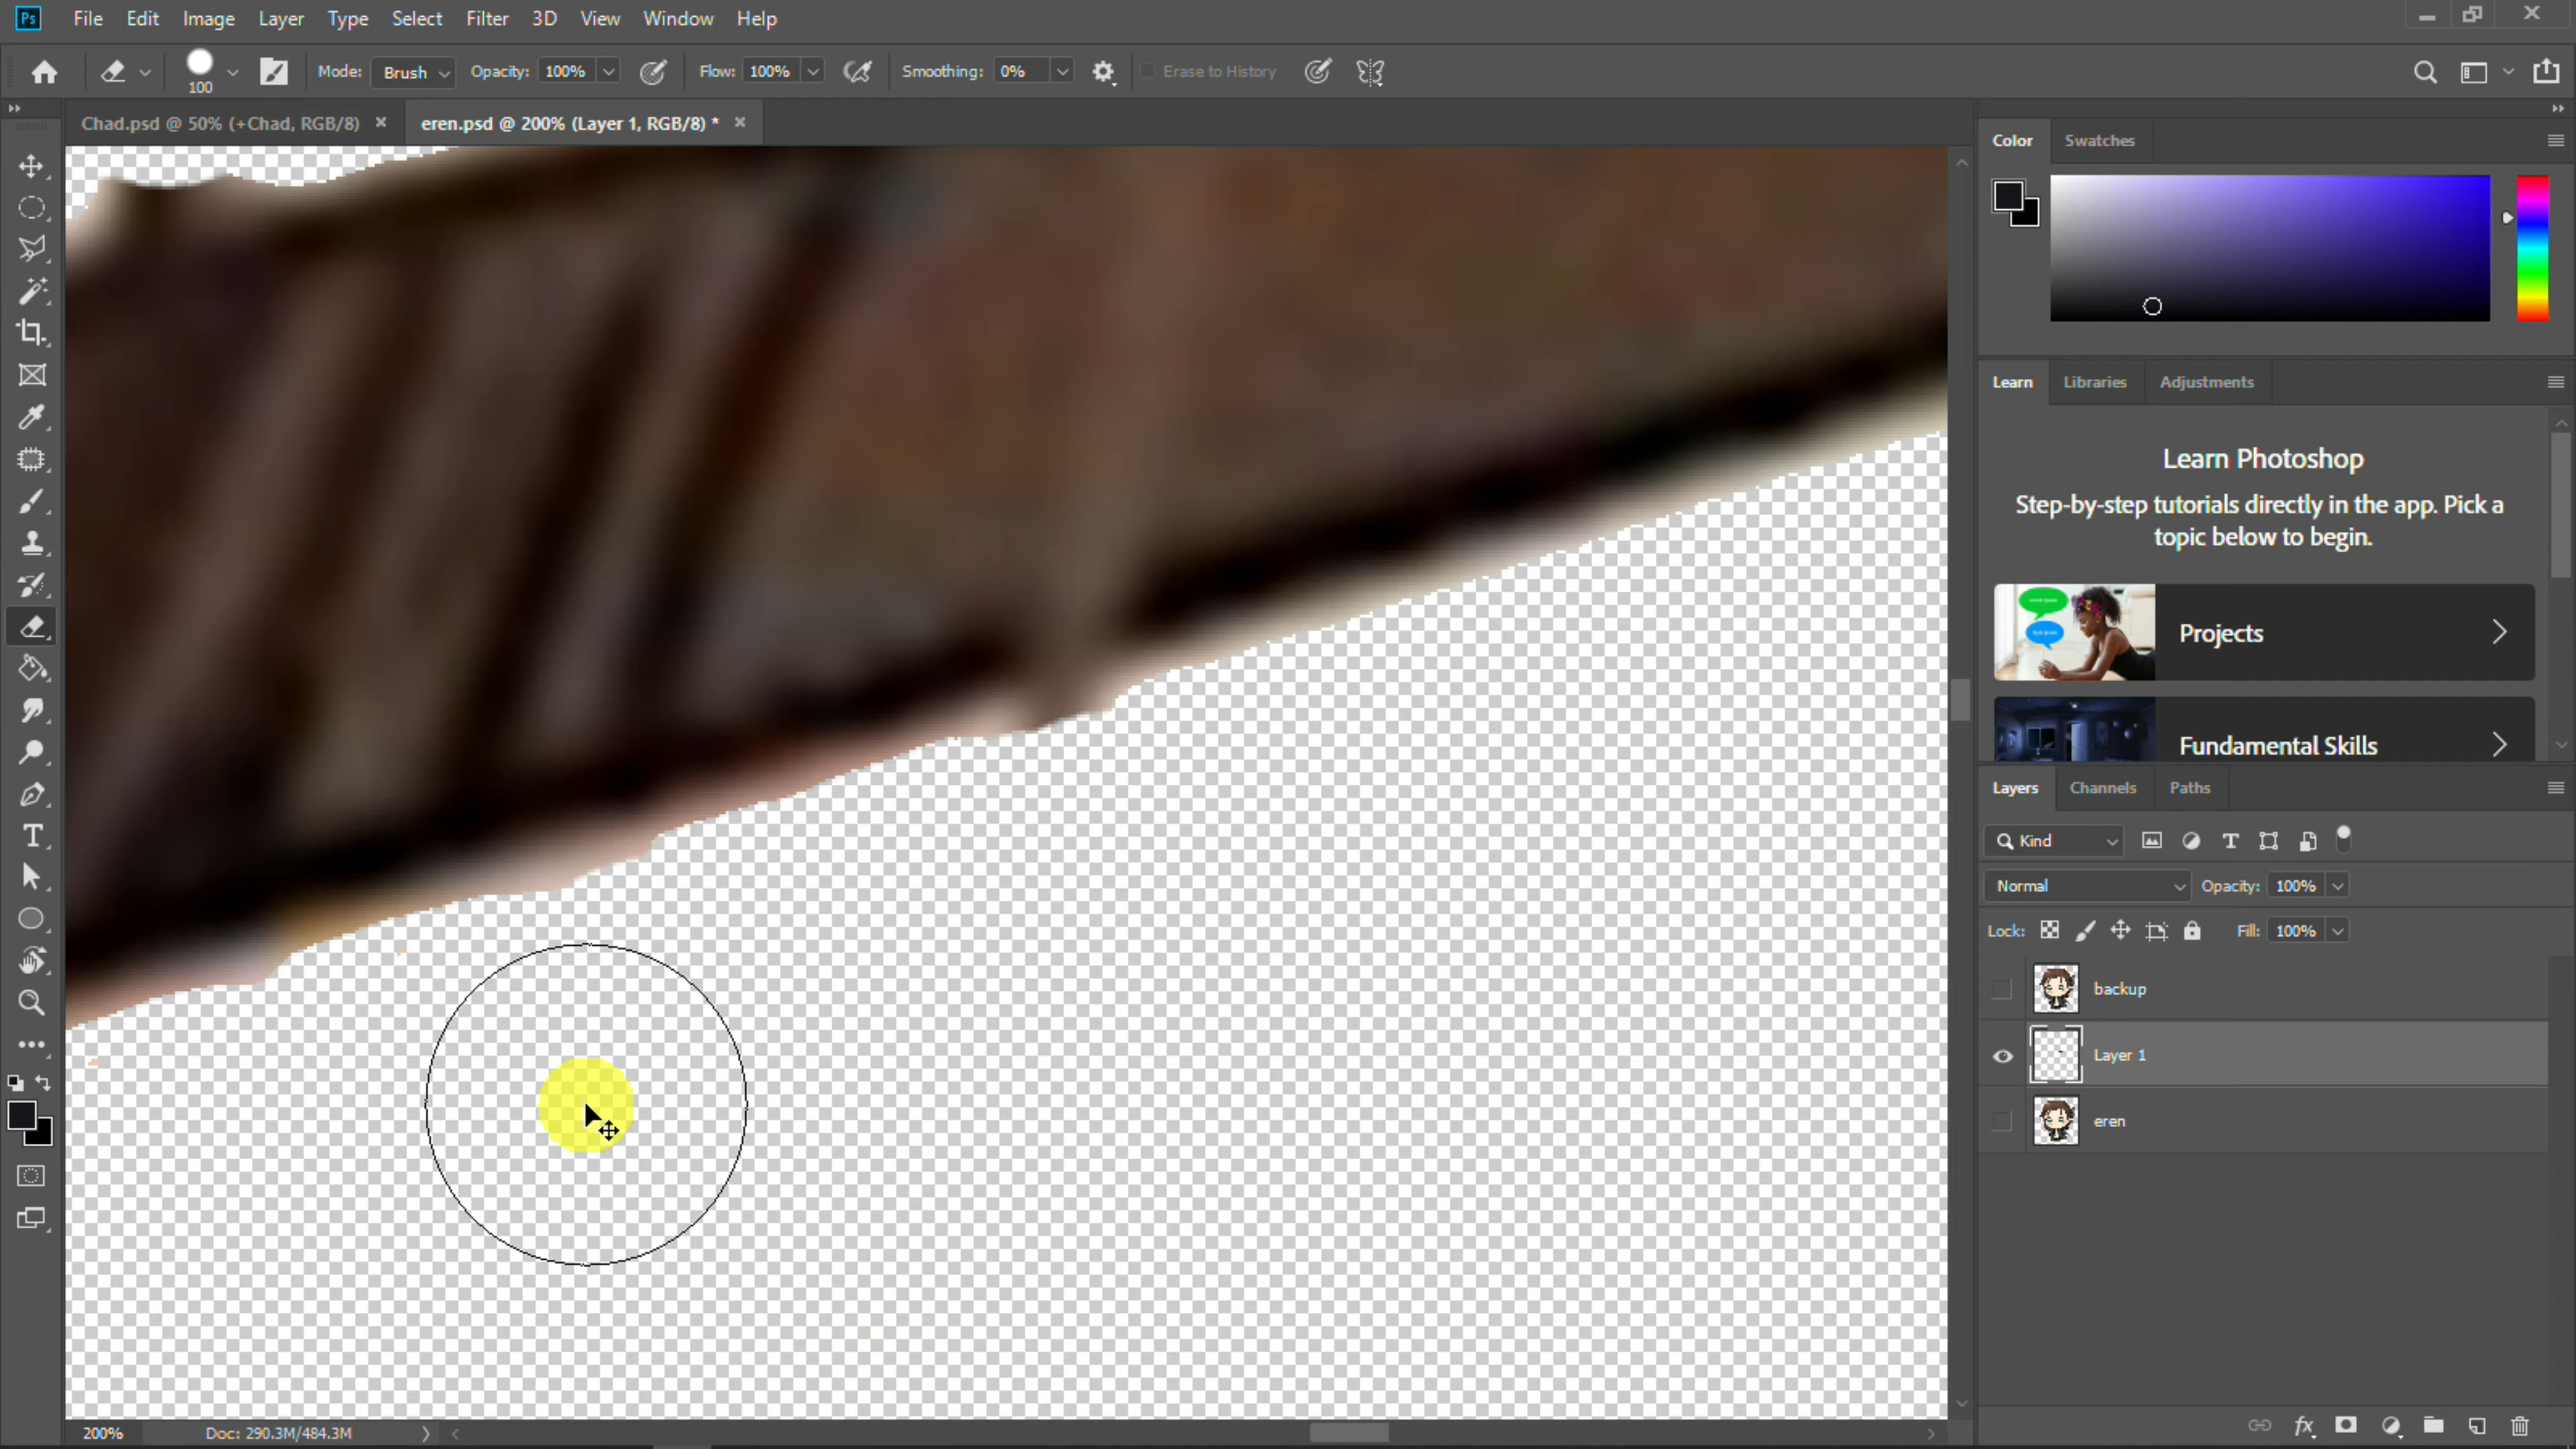 Ps File Edit Image Layer Type Select Filter 3D View Window Help
100 Mode: Brush Opacity: 100% Flow: 100% Smoothing: 0% Erase to History
Chad.psd @ 50% (+Chad, RGB/8) × eren.psd @ 200% (Layer 1, RGB/8) * ×
Color Swatches
Learn Libraries Adjustments
Learn Photoshop
Step-by-step tutorials directly in the app. Pick a
topic below to begin.
Projects
Fundamental Skills
Layers Channels Paths
Kind
Normal Opacity: 100%
Lock: Fill: 100%
backup
Layer 1
eren
200% Doc: 290.3M/484.3M